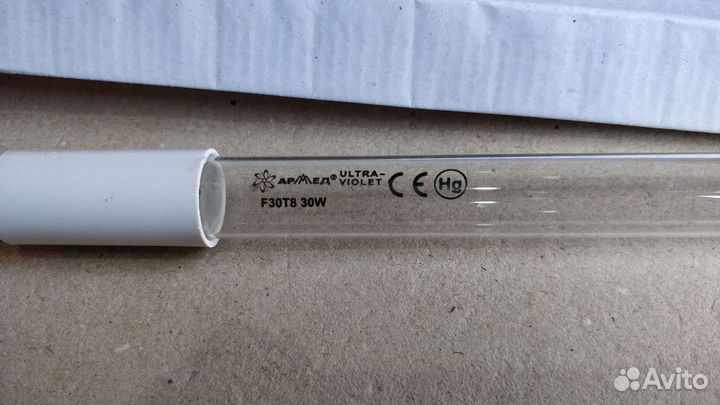 АРМЕД® ULTRA-VIOLET CE Hg
F30T8 30W
Avito